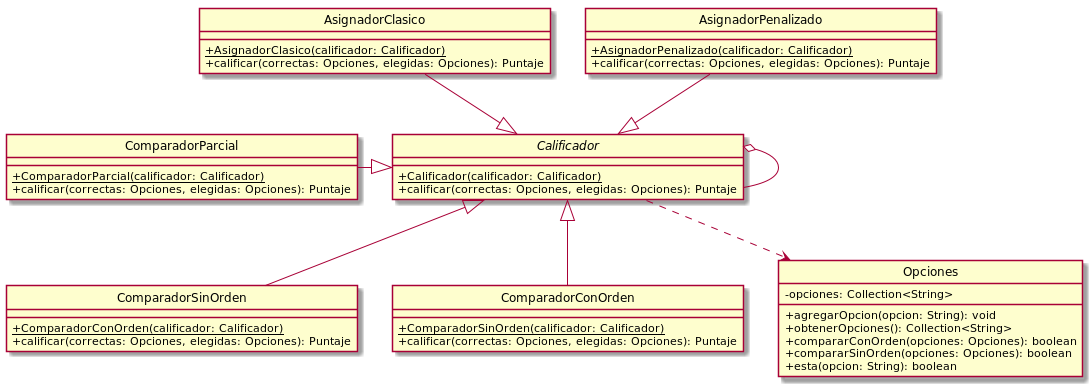 AsignadorClasico
+AsignadorClasico(calificador: Calificador)
+calificar(correctas: Opciones, elegidas: Opciones): Puntaje
AsignadorPenalizado
+AsignadorPenalizado(calificador: Calificador)
+calificar(correctas: Opciones, elegidas: Opciones): Puntaje
ComparadorParcial
+ComparadorParcial(calificador: Calificador)
+calificar(correctas: Opciones, elegidas: Opciones): Puntaje
Calificador
+Calificador(calificador: Calificador)
+calificar(correctas: Opciones, elegidas: Opciones): Puntaje
ComparadorSinOrden
+ComparadorConOrden(calificador: Calificador)
+calificar(correctas: Opciones, elegidas: Opciones): Puntaje
ComparadorConOrden
+ComparadorSinOrden(calificador: Calificador)
+calificar(correctas: Opciones, elegidas: Opciones): Puntaje
Opciones
-opciones: Collection<String>
+agregarOpcion(opcion: String): void
+obtenerOpciones(): Collection<String>
+compararConOrden(opciones: Opciones): boolean
+compararSinOrden(opciones: Opciones): boolean
+esta(opcion: String): boolean